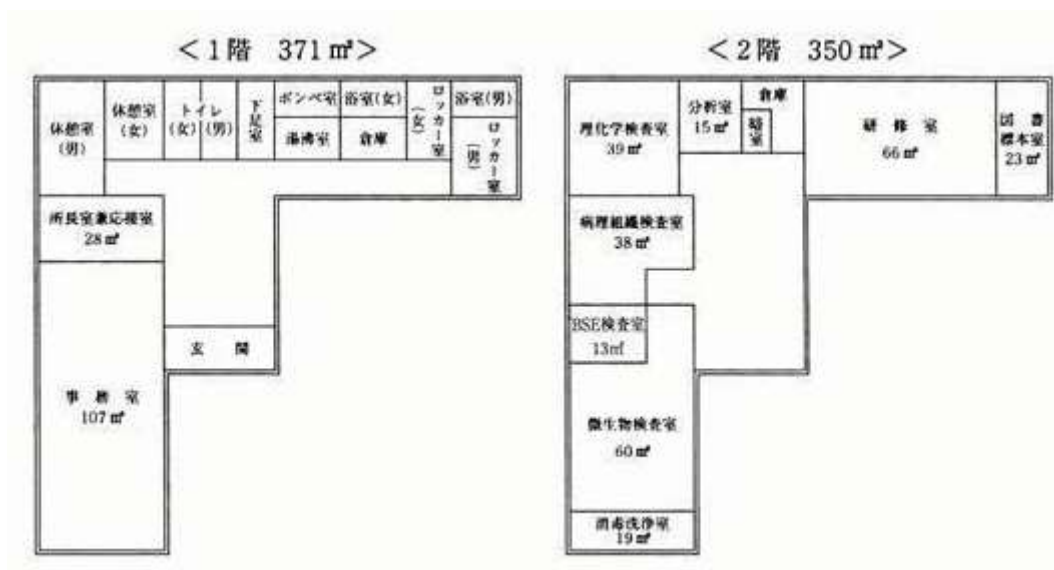 ＜1階 371㎡＞
休憩室
(男)
休憩室
(女)
トイレ
(女)
(男)
下足室
ボンベ室
浴室(女)
ロッカー室
(女)
浴室(男)
湯沸室
倉庫
ロッカー室
(男)
所長室兼応接室
28㎡
玄関
事務室
107㎡
＜2階 350㎡＞
理化学検査室
39㎡
分析室
15㎡
倉庫
暗室
研修室
66㎡
図書
標本室
23㎡
病理組織検査室
38㎡
BSE検査室
13㎡
微生物検査室
60㎡
消毒洗浄室
19㎡